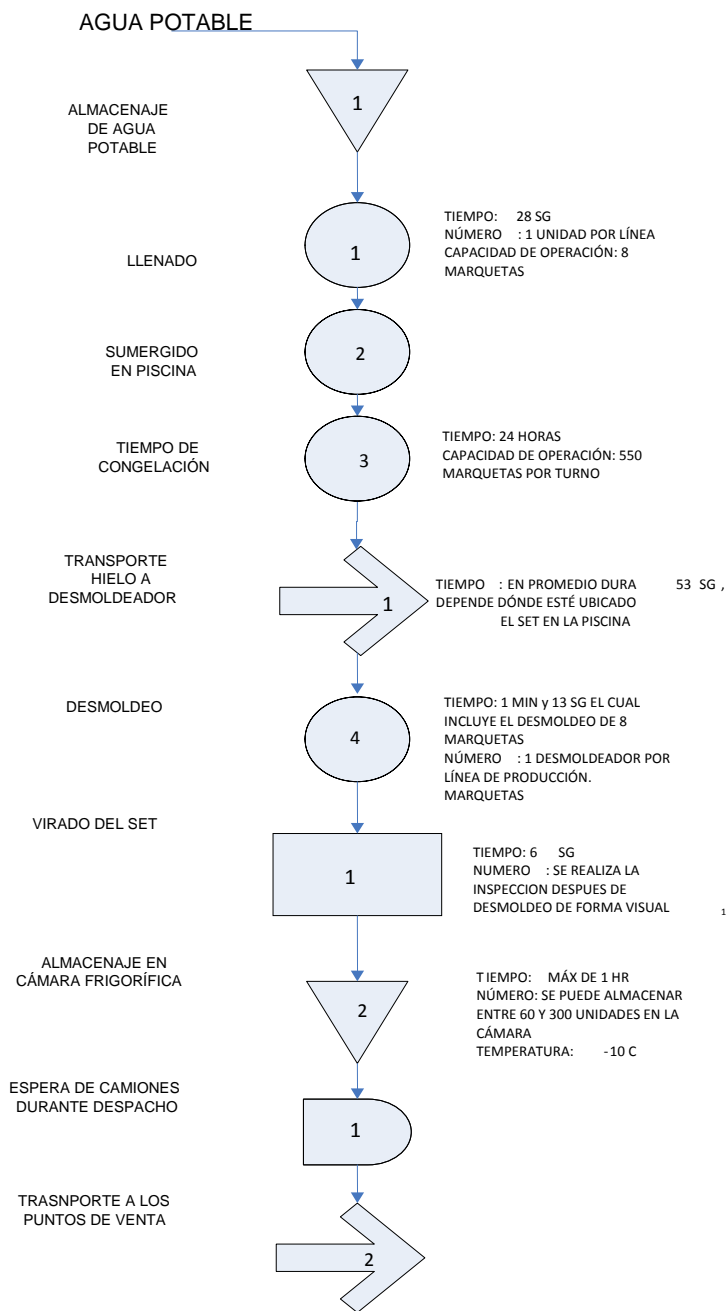 AGUA POTABLE
1
ALMACENAJE
DE AGUA
POTABLE
1
LLENADO
TIEMPO: 28 SG
NÚMERO : 1 UNIDAD POR LÍNEA
CAPACIDAD DE OPERACIÓN: 8
MARQUETAS
2
SUMERGIDO
EN PISCINA
3
TIEMPO DE
CONGELACIÓN
TIEMPO: 24 HORAS
CAPACIDAD DE OPERACIÓN: 550
MARQUETAS POR TURNO
TRANSPORTE
HIELO A
DESMOLDEADOR
1
TIEMPO : EN PROMEDIO DURA 53 SG ,
DEPENDE DÓNDE ESTÉ UBICADO
EL SET EN LA PISCINA
DESMOLDEO
4
TIEMPO: 1 MIN y 13 SG EL CUAL
INCLUYE EL DESMOLDEO DE 8
MARQUETAS
NÚMERO : 1 DESMOLDEADOR POR
LÍNEA DE PRODUCCIÓN.
MARQUETAS
VIRADO DEL SET
1
TIEMPO: 6 SG
NUMERO : SE REALIZA LA
INSPECCION DESPUES DE
DESMOLDEO DE FORMA VISUAL 1
ALMACENAJE EN
CÁMARA FRIGORÍFICA
2
TIEMPO: MÁX DE 1 HR
NÚMERO: SE PUEDE ALMACENAR
ENTRE 60 Y 300 UNIDADES EN LA
CÁMARA
TEMPERATURA: -10 C
ESPERA DE CAMIONES
DURANTE DESPACHO
1
TRASNPORTE A LOS
PUNTOS DE VENTA
2